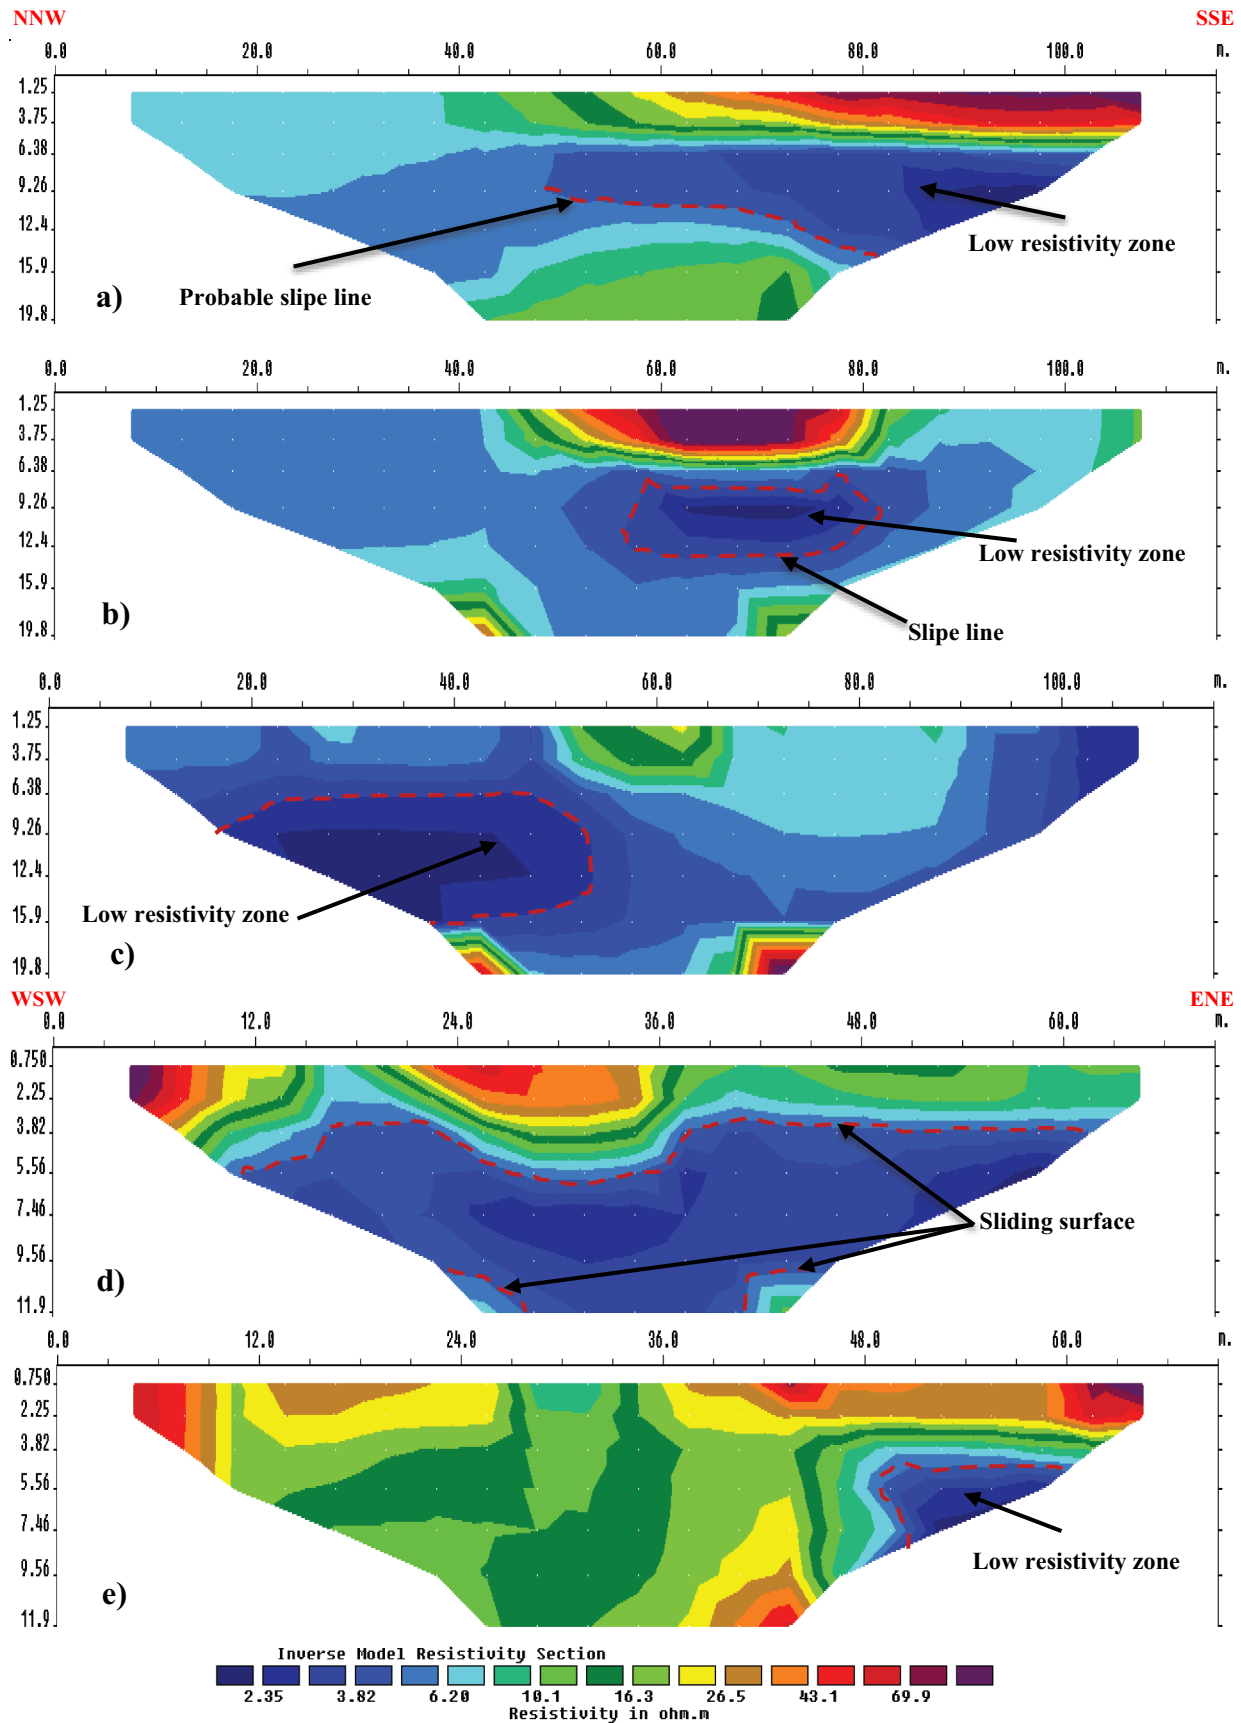 NNW SSE
0.0 20.0 40.0 60.0 80.0 100.0 m.
1.25
3.75
6.38
9.26
12.4
15.9
19.8
Low resistivity zone
Probable slipe line
a)
0.0 20.0 40.0 60.0 80.0 100.0 m.
1.25
3.75
6.38
9.26
12.4
15.9
19.8
Low resistivity zone
Slipe line
b)
0.0 20.0 40.0 60.0 80.0 100.0 m.
1.25
3.75
6.38
9.26
12.4
15.9
19.8
Low resistivity zone
c)
WSW ENE
0.0 12.0 24.0 36.0 48.0 60.0 m.
0.750
2.25
3.82
5.56
7.46
9.56
11.9
Sliding surface
d)
0.0 12.0 24.0 36.0 48.0 60.0 m.
0.750
2.25
3.82
5.56
7.46
9.56
11.9
Low resistivity zone
e)
Inverse Model Resistivity Section
2.35 3.82 6.20 10.1 16.3 26.5 43.1 69.9
Resistivity in ohm.m